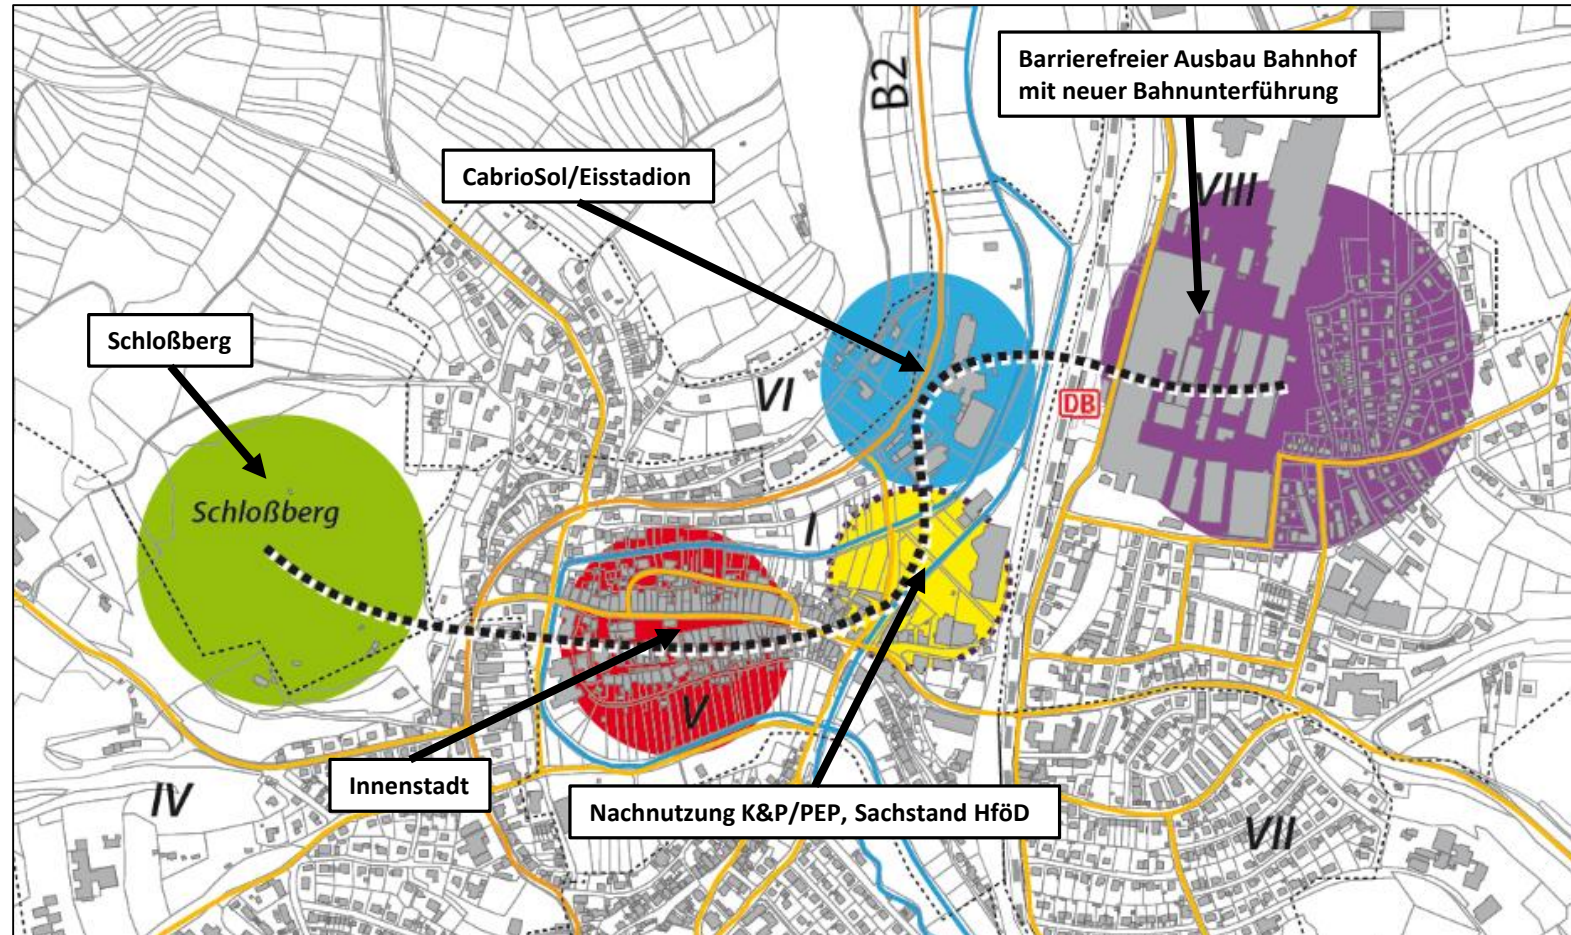 Barrierefreier Ausbau Bahnhof
mit neuer Bahnunterführung
B2
CabrioSol/Eisstadion
VIII
Schloßberg
VI
DB
Schloßberg
I
V
Innenstadt
IV
Nachnutzung K&P/PEP, Sachstand HföD
VII